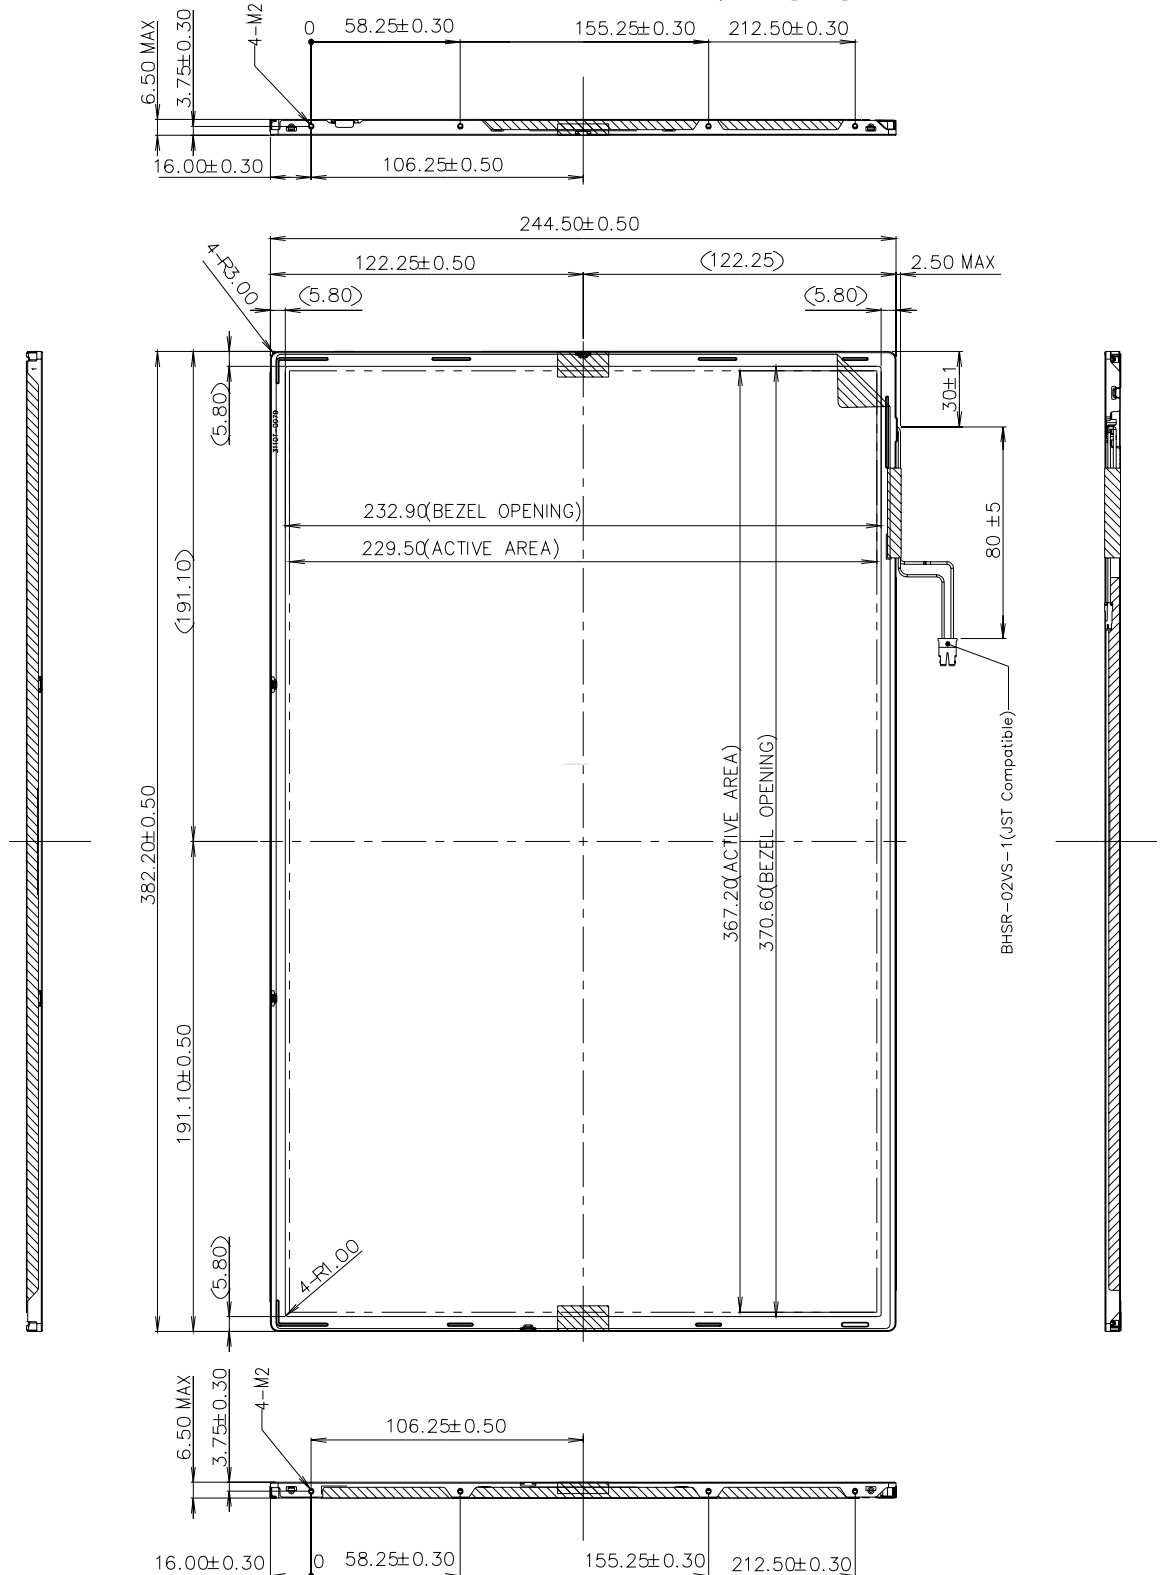 6.50 MAX
3.75±0.30
4-M2
0
58.25±0.30
155.25±0.30
212.50±0.30
16.00±0.30
106.25±0.50
244.50±0.50
122.25±0.50
(122.25)
2.50 MAX
4-R3.00
(5.80)
(5.80)
(5.80)
30±1
3110T-0079
232.90(BEZEL OPENING)
229.50(ACTIVE AREA)
80 ±5
(191.10)
382.20±0.50
367.20(ACTIVE AREA)
370.60(BEZEL OPENING)
BHSR-02VS-1(JST Compatible)
191.10±0.50
(5.80)
4-R1.00
6.50 MAX
3.75±0.30
4-M2
106.25±0.50
16.00±0.30
0
58.25±0.30
155.25±0.30
212.50±0.30